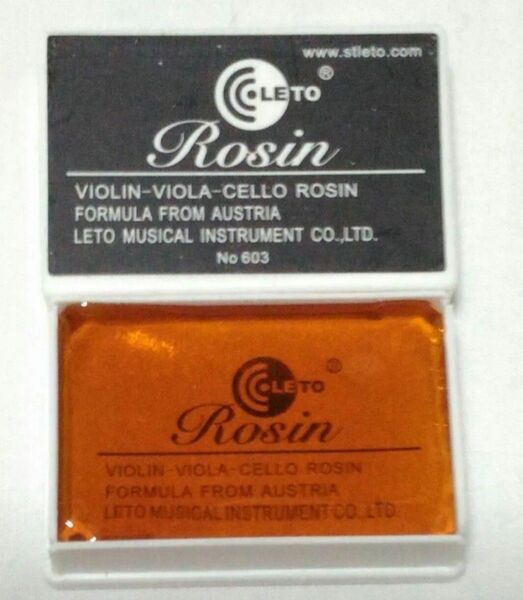 www.stleto.com
LETO ®
Rosin
VIOLIN-VIOLA-CELLO ROSIN
FORMULA FROM AUSTRIA
LETO MUSICAL INSTRUMENT CO.,LTD.
No 603
LETO ®
Rosin
VIOLIN-VIOLA-CELLO ROSIN
FORMULA FROM AUSTRIA
LETO MUSICAL INSTRUMENT CO.,LTD.